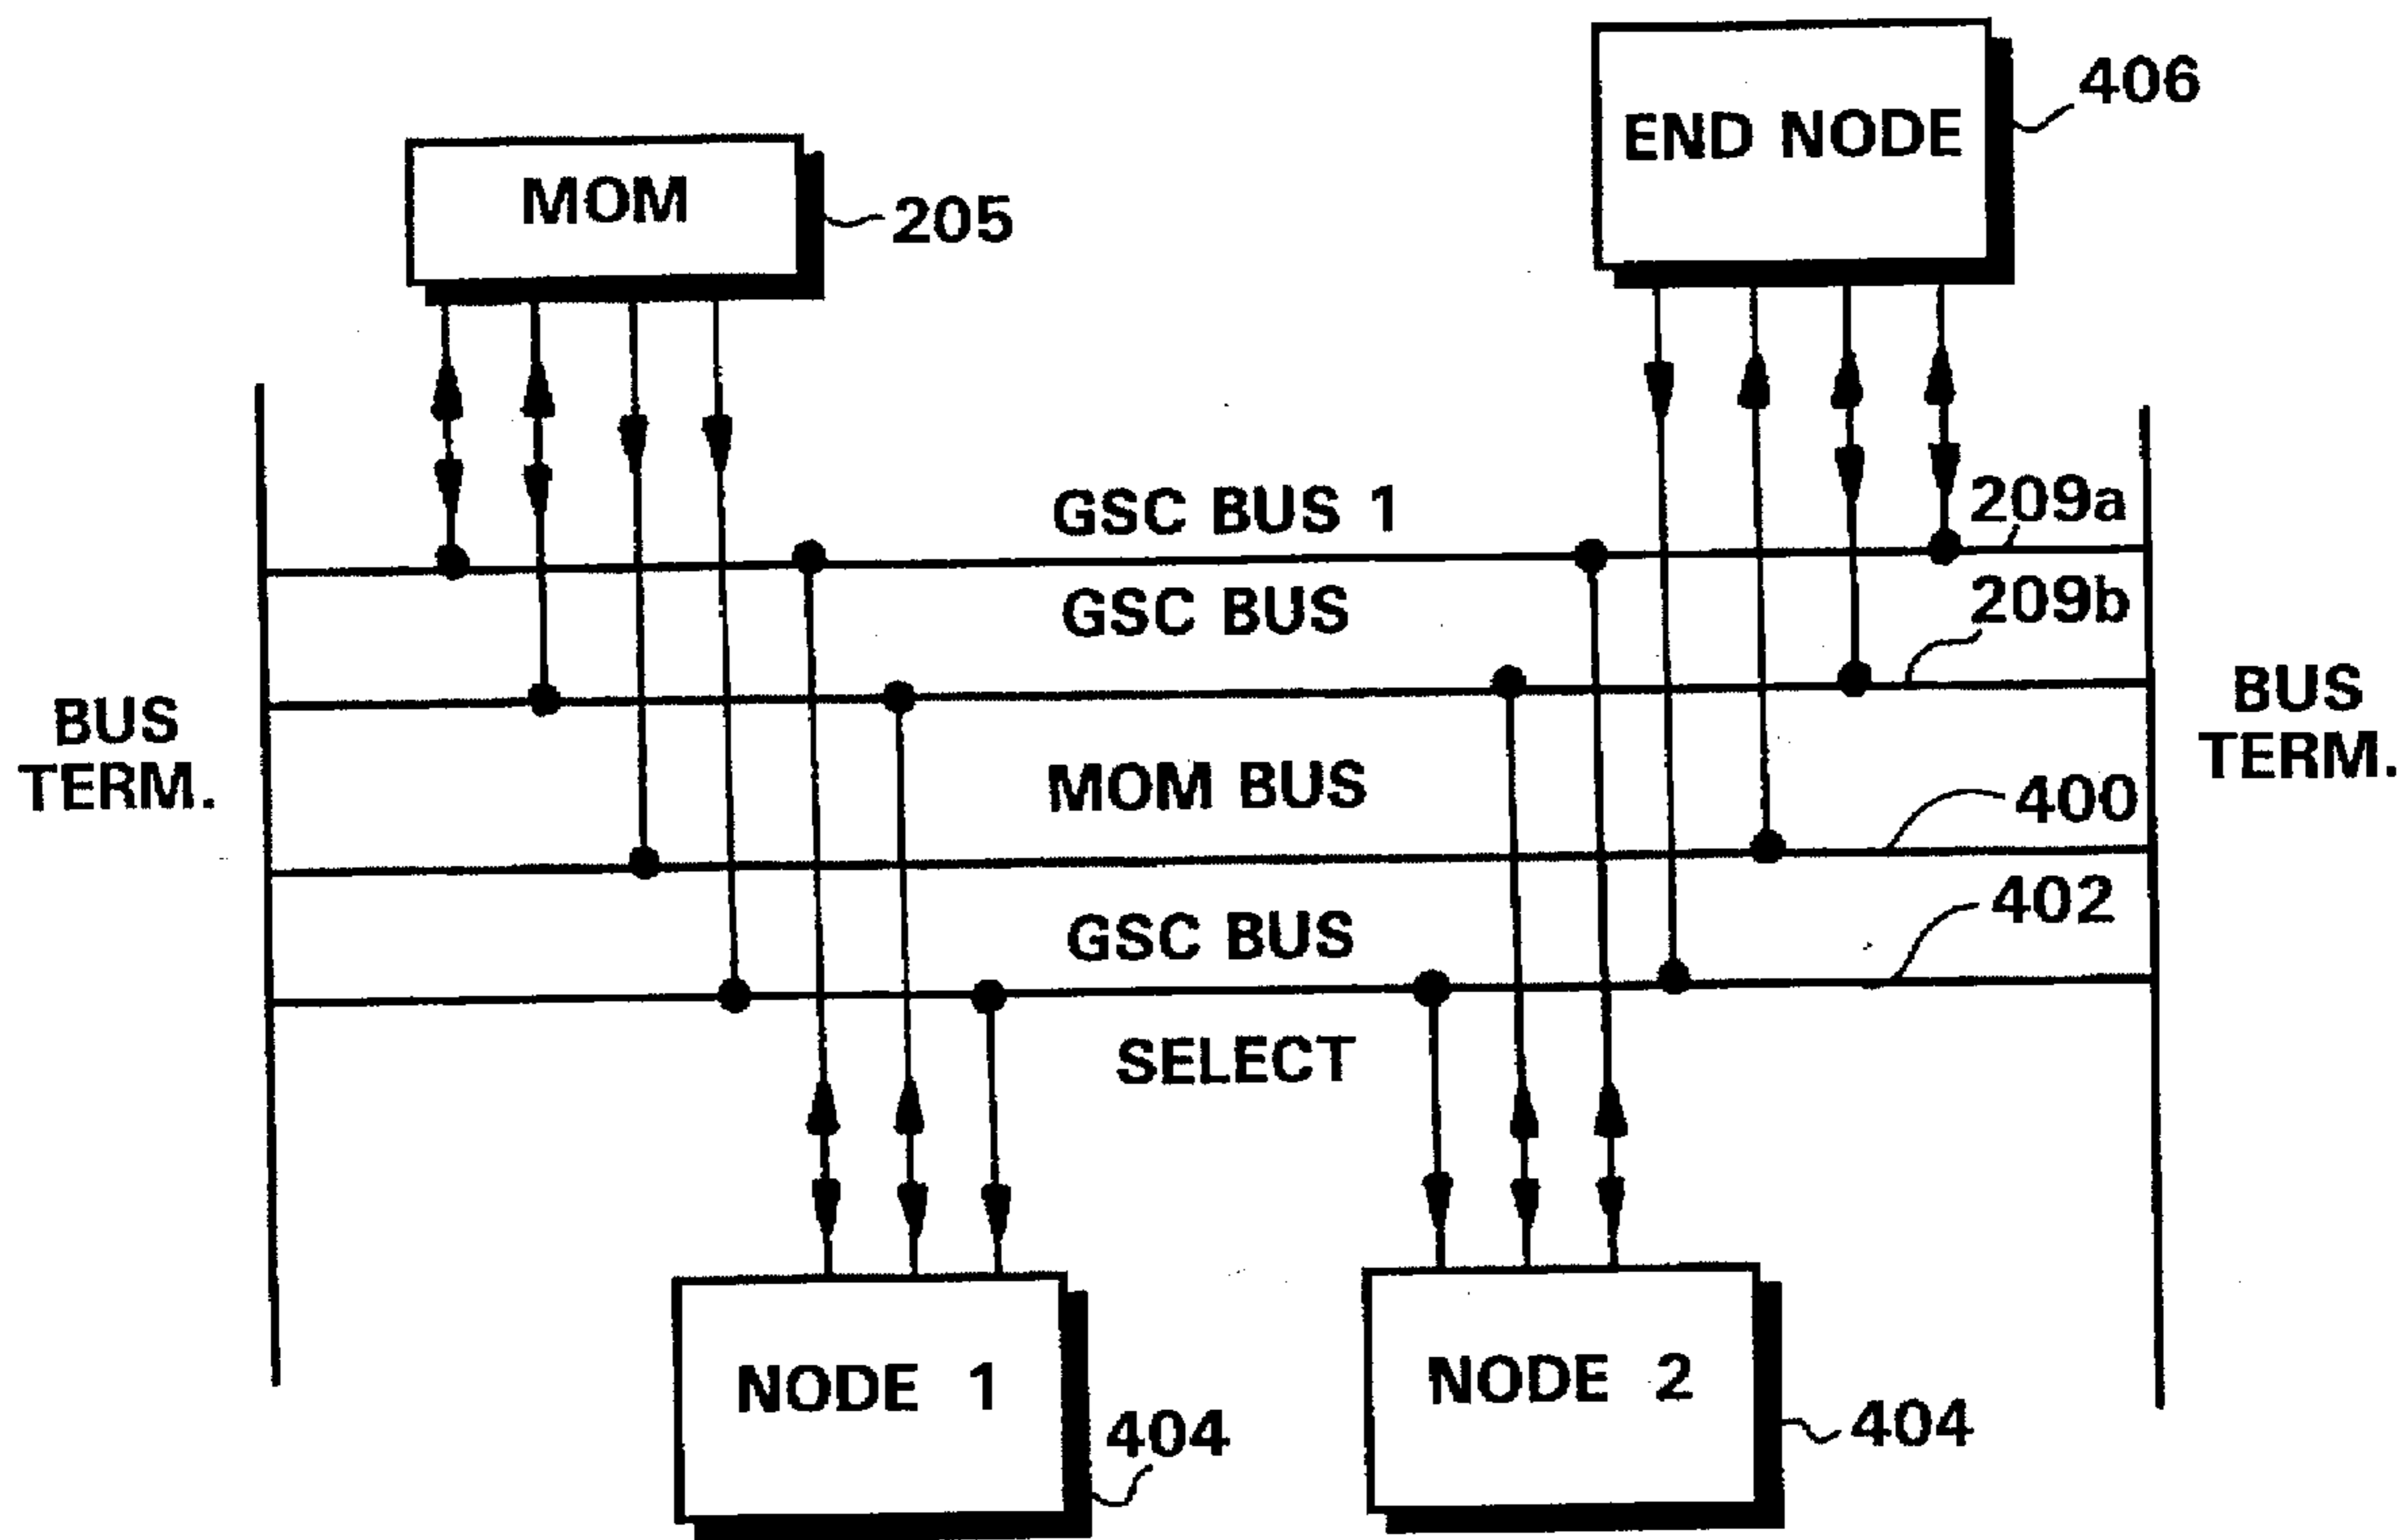 MOM
205
END NODE
406
GSC BUS 1
209a
GSC BUS
209b
BUS
TERM.
MOM BUS
400
BUS
TERM.
GSC BUS
402
SELECT
NODE 1
404
NODE 2
404